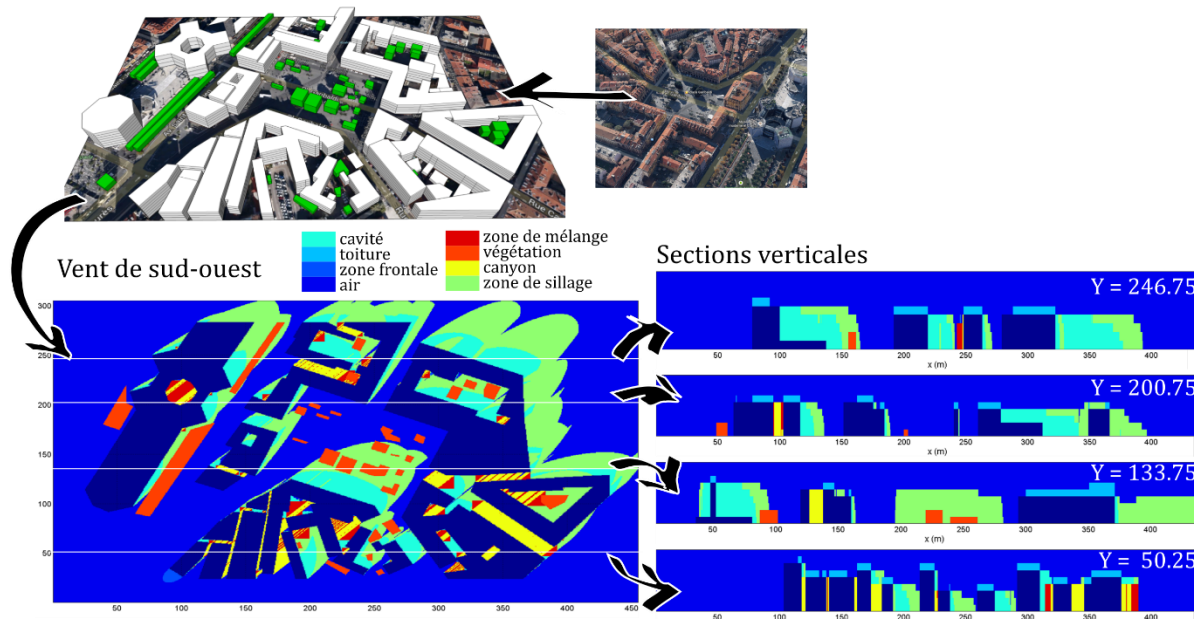 ures
Rue C
cavité
toiture
zone frontale
air
zone de mélange
végétation
canyon
zone de sillage
Vent de sud-ouest
Sections verticales
300
250
200
150
100
50
50 100 150 200 250 300 350 400 450
Y = 246.75
50 100 150 200 250 300 350 400
x (m)
Y = 200.75
50 100 150 200 250 300 350 400
x (m)
Y = 133.75
50 100 150 200 250 300 350 400
x (m)
Y = 50.25
50 100 150 200 250 300 350 400